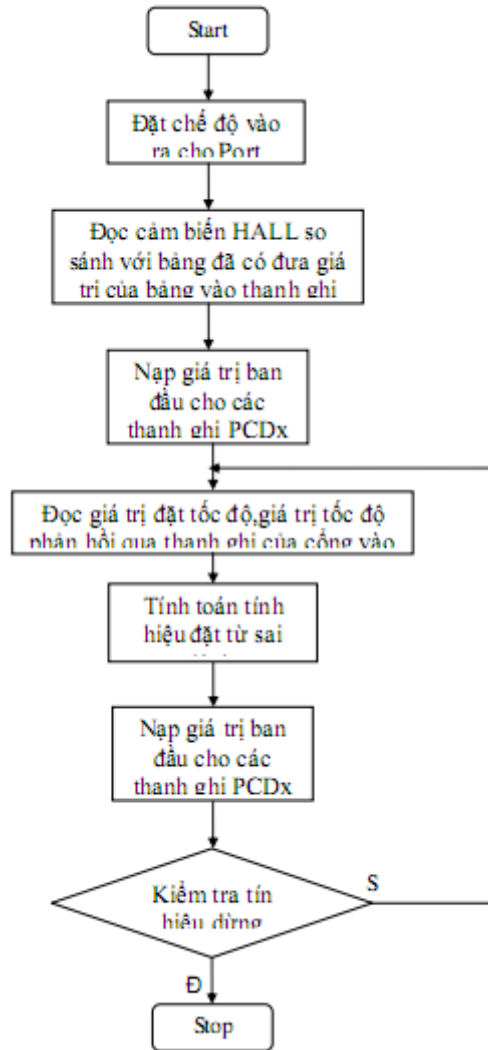 Start
Đặt chế độ vào
ra cho Port
Đọc cảm biến HALL so
sánh với bảng đã có đưa giá
trị của bảng vào thanh ghi
Nạp giá trị ban
đầu cho các
thanh ghi PCDx
Đọc giá trị đặt tốc độ,giá trị tốc độ
phản hồi qua thanh ghi của cổng vào
Tính toán tính
hiệu đặt từ sai
Nạp giá trị ban
đầu cho các
thanh ghi PCDx
Kiểm tra tín
hiệu dừng
S
Đ
Stop